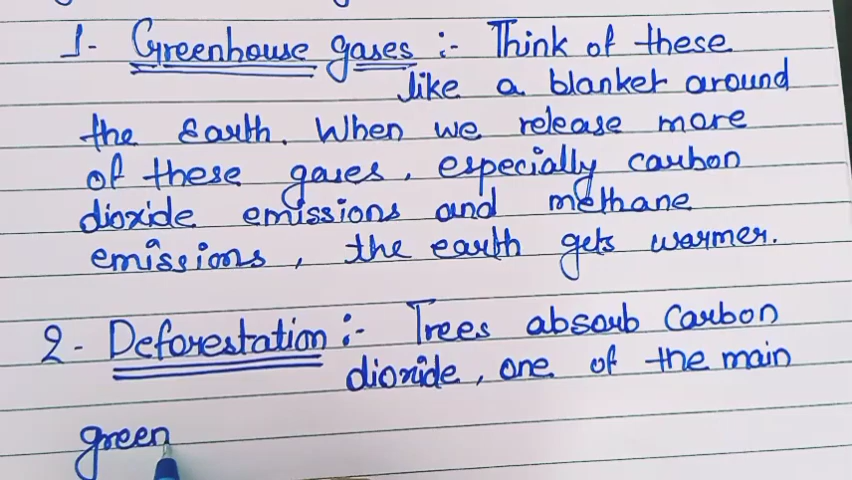 1- Greenhouse gases :- Think of these
like a blanket around
the Earth. When we release more
of these gases, especially carbon
dioxide emissions and methane
emissions, the earth gets warmer.
2- Deforestation :- Trees absorb Carbon
dioxide, one of the main
green